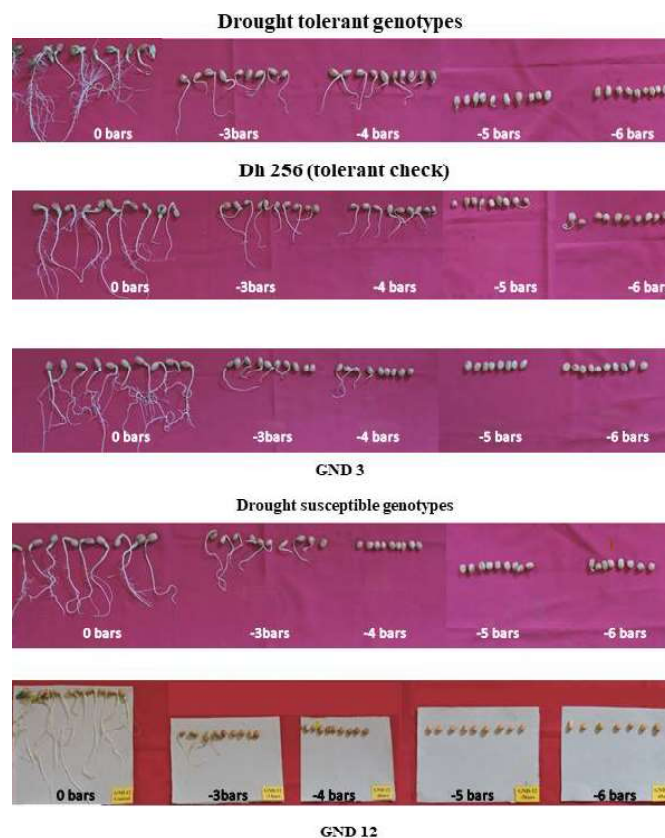 Drought tolerant genotypes
0 bars -3bars -4 bars -5 bars -6 bars
Dh 256 (tolerant check)
0 bars -3bars -4 bars -5 bars -6 bar
0 bars -3bars -4 bars -5 bars -6 bars
GND 3
Drought susceptible genotypes
0 bars -3bars -4 bars -5 bars -6 bars
GND 12
0 bars -3bars -4 bars -5 bars -6 bars
GND 12